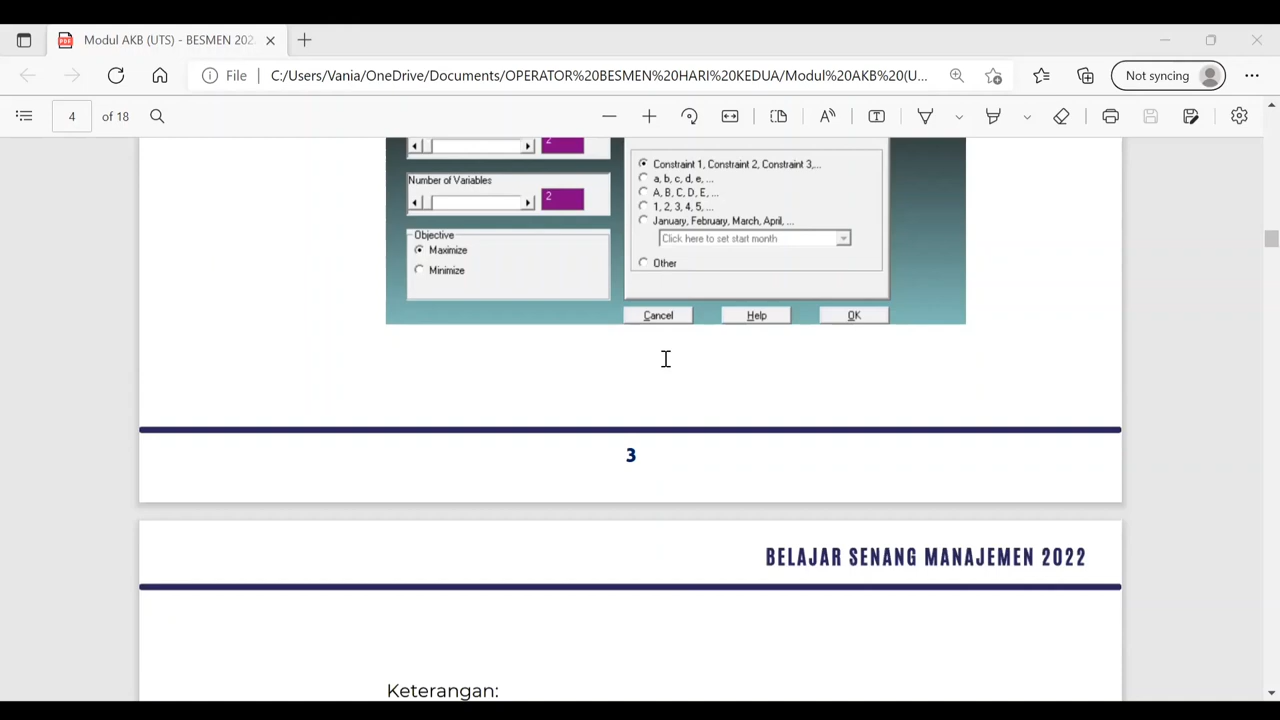 Modul AKB (UTS) - BESMEN 202
File
C:/Users/Vania/OneDrive/Documents/OPERATOR%20BESMEN%20HARI%20KEDUA/Modul%20AKB%20(U...
Not syncing
4 of 18
2
Constraint 1, Constraint 2, Constraint 3,...
a, b, c, d, e, ...
A, B, C, D, E, ...
1, 2, 3, 4, 5, ...
January, February, March, April, ...
Click here to set start month
Other
Number of Variables
2
Objective
Maximize
Minimize
Cancel Help OK
3
BELAJAR SENANG MANAJEMEN 2022
Keterangan: